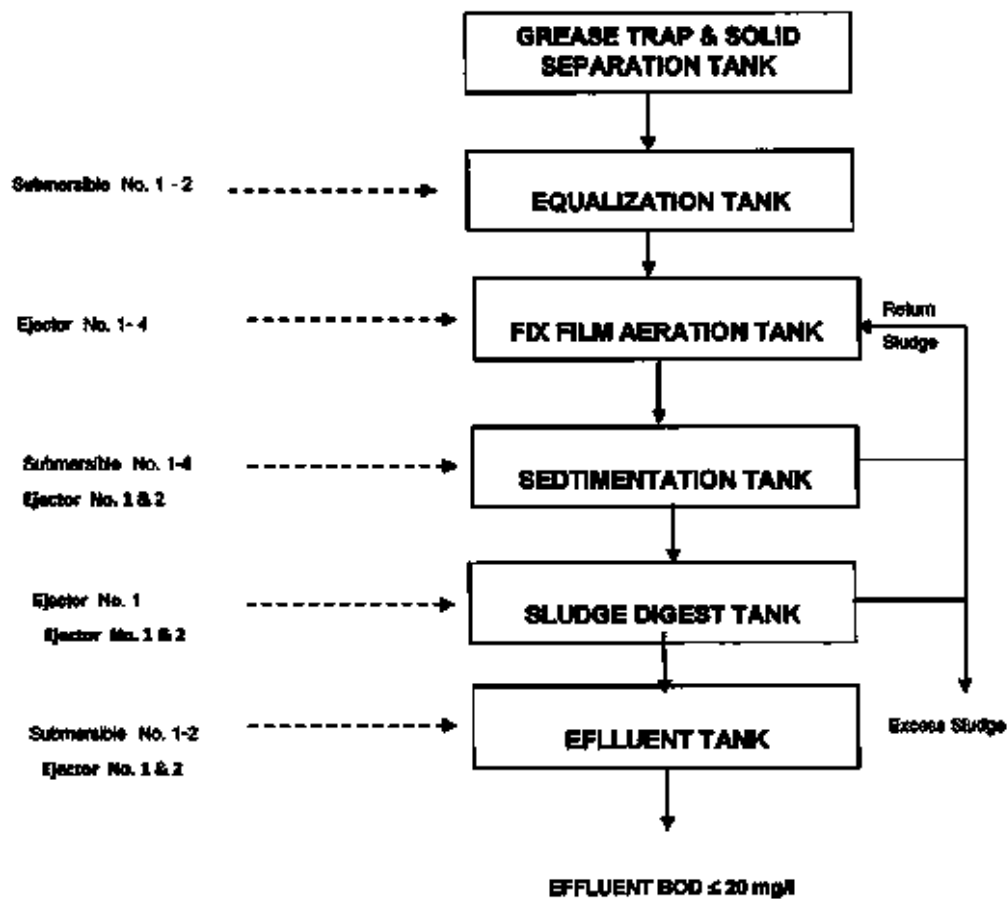 GREASE TRAP & SOLID
SEPARATION TANK
Submersible No. 1 - 2
EQUALIZATION TANK
Ejector No. 1- 4
FIX FILM AERATION TANK
Return
Sludge
Submersible No. 1-4
Ejector No. 1 & 2
SEDTIMENTATION TANK
Ejector No. 1
Ejector No. 1 & 2
SLUDGE DIGEST TANK
Submersible No. 1-2
Ejector No. 1 & 2
EFLLUENT TANK
Excess Sludge
EFFLUENT BOD ≤ 20 mg/l